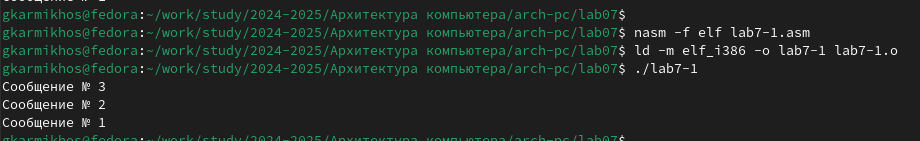 gkarmikhos@fedora:~/work/study/2024-2025/Архитектура компьютера/arch-pc/lab07$
gkarmikhos@fedora:~/work/study/2024-2025/Архитектура компьютера/arch-pc/lab07$ nasm -f elf lab7-1.asm
gkarmikhos@fedora:~/work/study/2024-2025/Архитектура компьютера/arch-pc/lab07$ ld -m elf_i386 -o lab7-1 lab7-1.o
gkarmikhos@fedora:~/work/study/2024-2025/Архитектура компьютера/arch-pc/lab07$ ./lab7-1
Сообщение № 3
Сообщение № 2
Сообщение № 1
gkarmikhos@fedora:~/work/study/2024-2025/Архитектура компьютера/arch-pc/lab07$